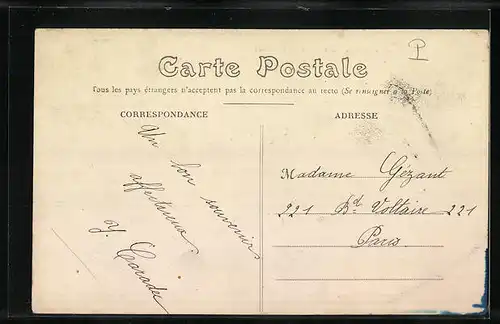 P
Carte Postale
Tous les pays étrangers n'acceptent pas la correspondance au recto (Se renseigner à la Poste)
CORRESPONDANCE
Un bon souvenir
affectueux
Y.
ADRESSE
Madame Gézant
221 Bd Voltaire 221
Paris